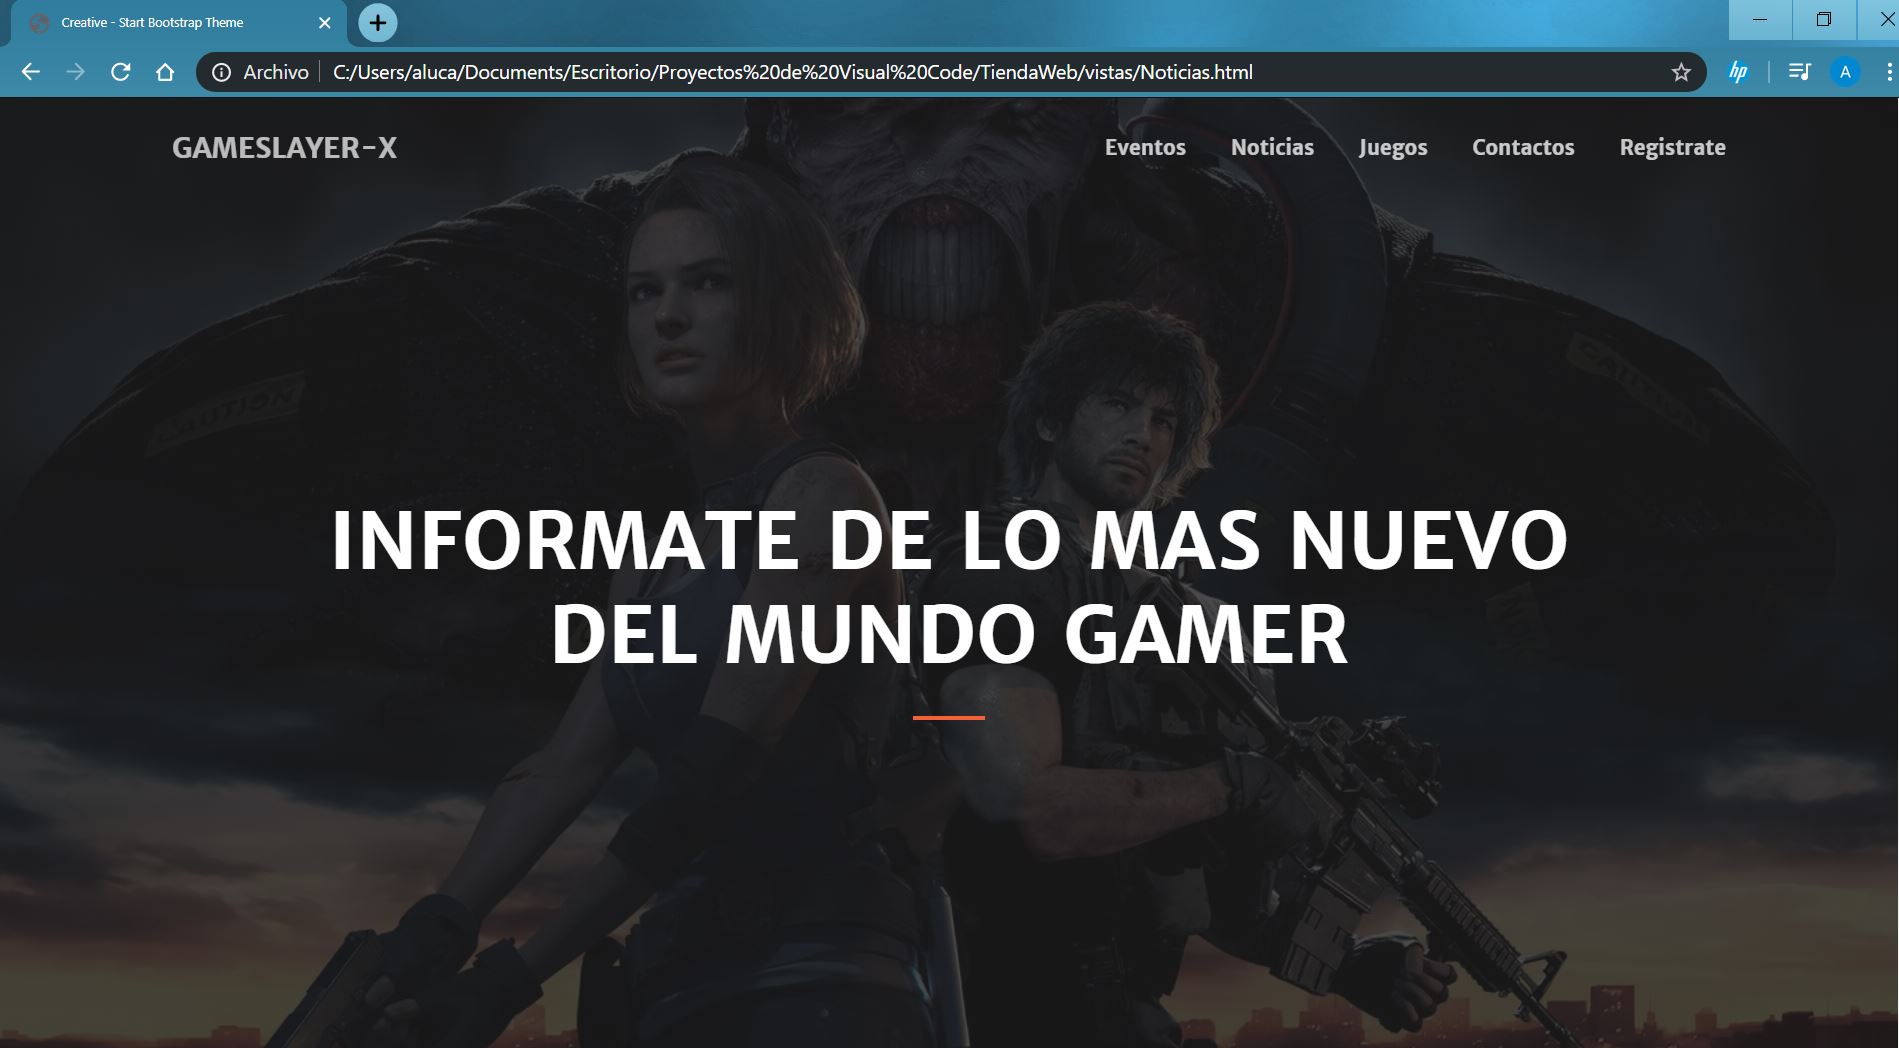 Creative - Start Bootstrap Theme
Archivo C:/Users/aluca/Documents/Escritorio/Proyectos%20de%20Visual%20Code/TiendaWeb/vistas/Noticias.html
hp
A
GAMESLAYER-X
Eventos Noticias Juegos Contactos Registrate
CAUTION
CAUTION
INFORMATE DE LO MAS NUEVO
DEL MUNDO GAMER